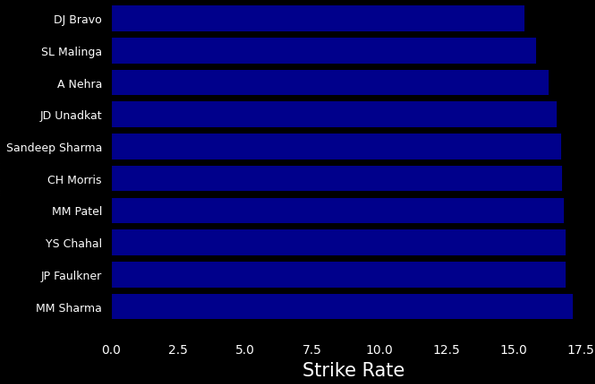 DJ Bravo
SL Malinga
A Nehra
JD Unadkat
Sandeep Sharma
CH Morris
MM Patel
YS Chahal
JP Faulkner
MM Sharma
0.0 2.5 5.0 7.5 10.0 12.5 15.0 17.5
Strike Rate